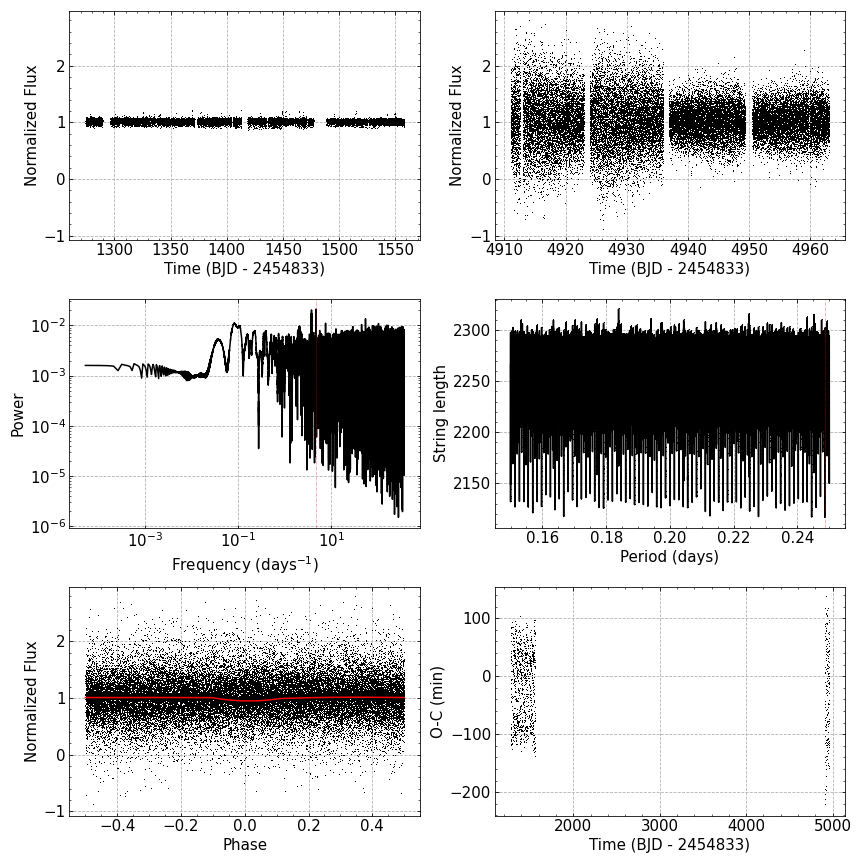 Normalized Flux
2
1
0
−1
1300 1350 1400 1450 1500 1550
Time (BJD - 2454833)
Normalized Flux
2
1
0
−1
4910 4920 4930 4940 4950 4960
Time (BJD - 2454833)
Power
10⁻²
10⁻³
10⁻⁴
10⁻⁵
10⁻⁶
10⁻³ 10⁻¹ 10¹
Frequency (days⁻¹)
String length
2300
2250
2200
2150
0.16 0.18 0.20 0.22 0.24
Period (days)
Normalized Flux
2
1
0
−1
−0.4 −0.2 0.0 0.2 0.4
Phase
O-C (min)
100
0
−100
−200
2000 3000 4000 5000
Time (BJD - 2454833)